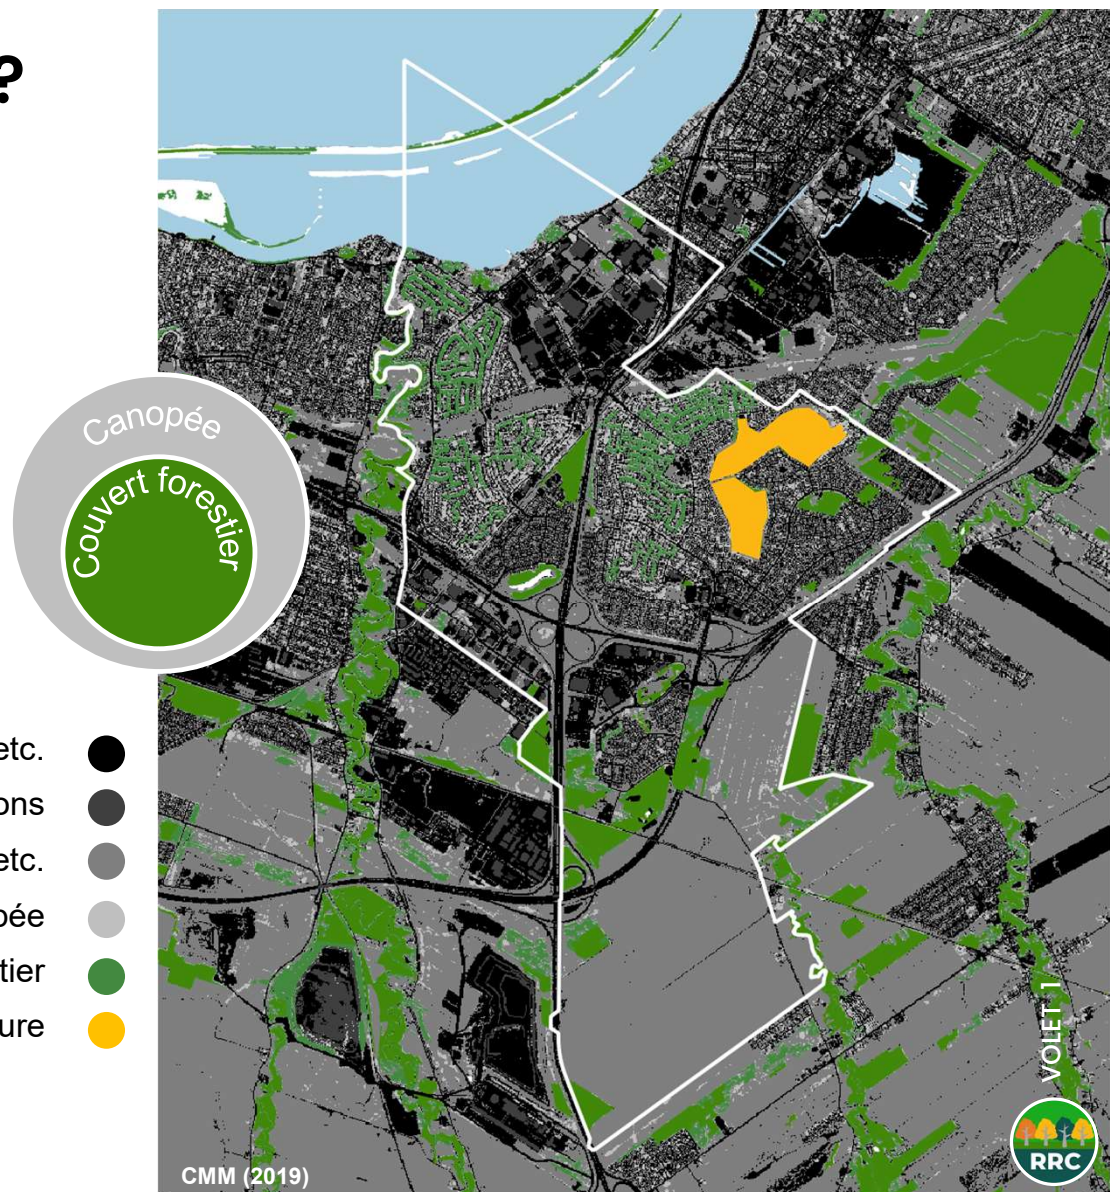 ?
Canopée
Couvert forestier
etc.
ons
etc.
pée
tier
ure
CMM (2019)
VOLET 1
RRC